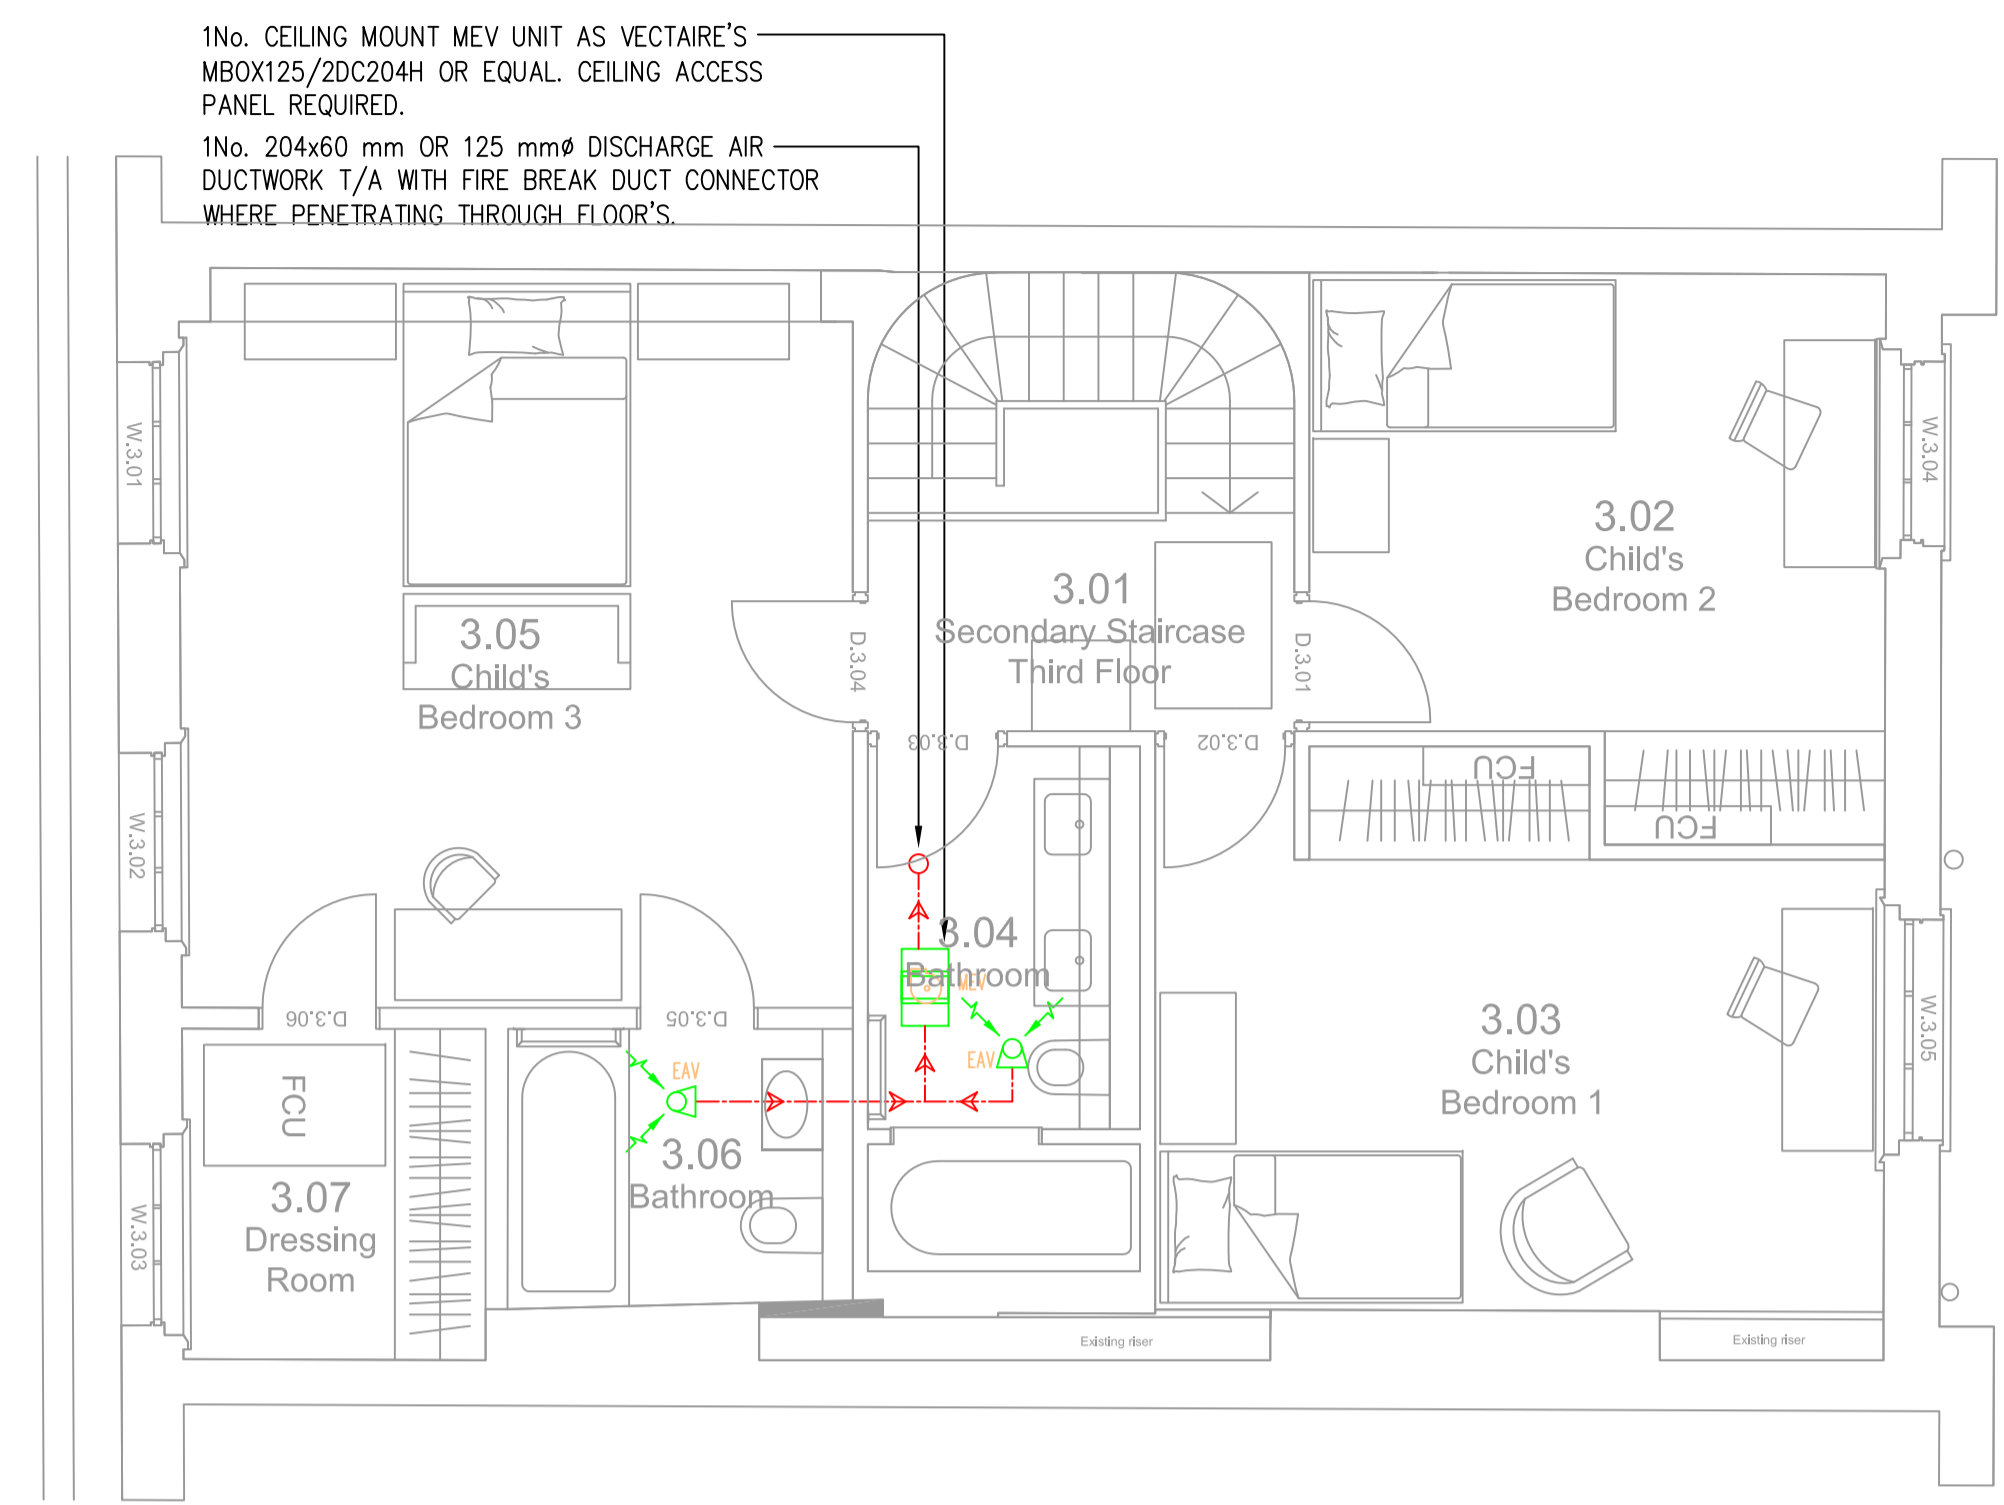 1No. CEILING MOUNT MEV UNIT AS VECTAIRE'S
MBOX125/2DC204H OR EQUAL. CEILING ACCESS
PANEL REQUIRED.
1No. 204x60 mm OR 125 mmø DISCHARGE AIR
DUCTWORK T/A WITH FIRE BREAK DUCT CONNECTOR
WHERE PENETRATING THROUGH FLOOR'S.
W.3.01
W.3.04
3.02
Child's
Bedroom 2
3.01
Secondary Staircase
Third Floor
3.05
Child's
Bedroom 3
D.3.04
D.3.01
D.3.03
D.3.02
FCU
FCU
W.3.02
3.04
Bathroom
MEV
EAV
D.3.06
D.3.05
EAV
3.03
Child's
Bedroom 1
W.3.05
FCU
3.06
Bathroom
3.07
Dressing
Room
W.3.03
Existing riser
Existing riser